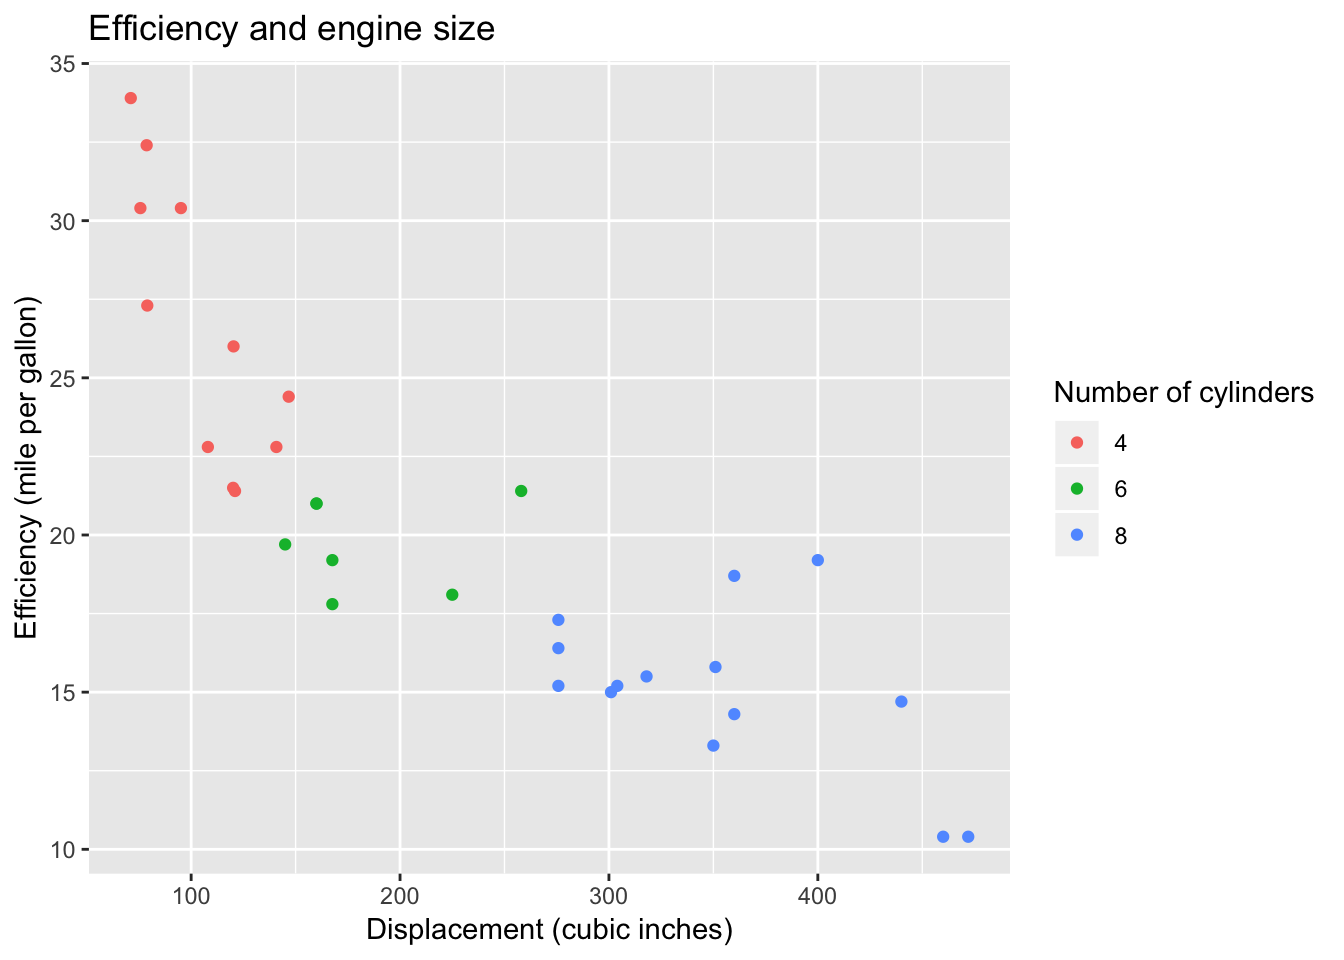 Efficiency and engine size
35
30
25
20
15
10
Efficiency (mile per gallon)
100 200 300 400
Displacement (cubic inches)
Number of cylinders
4
6
8